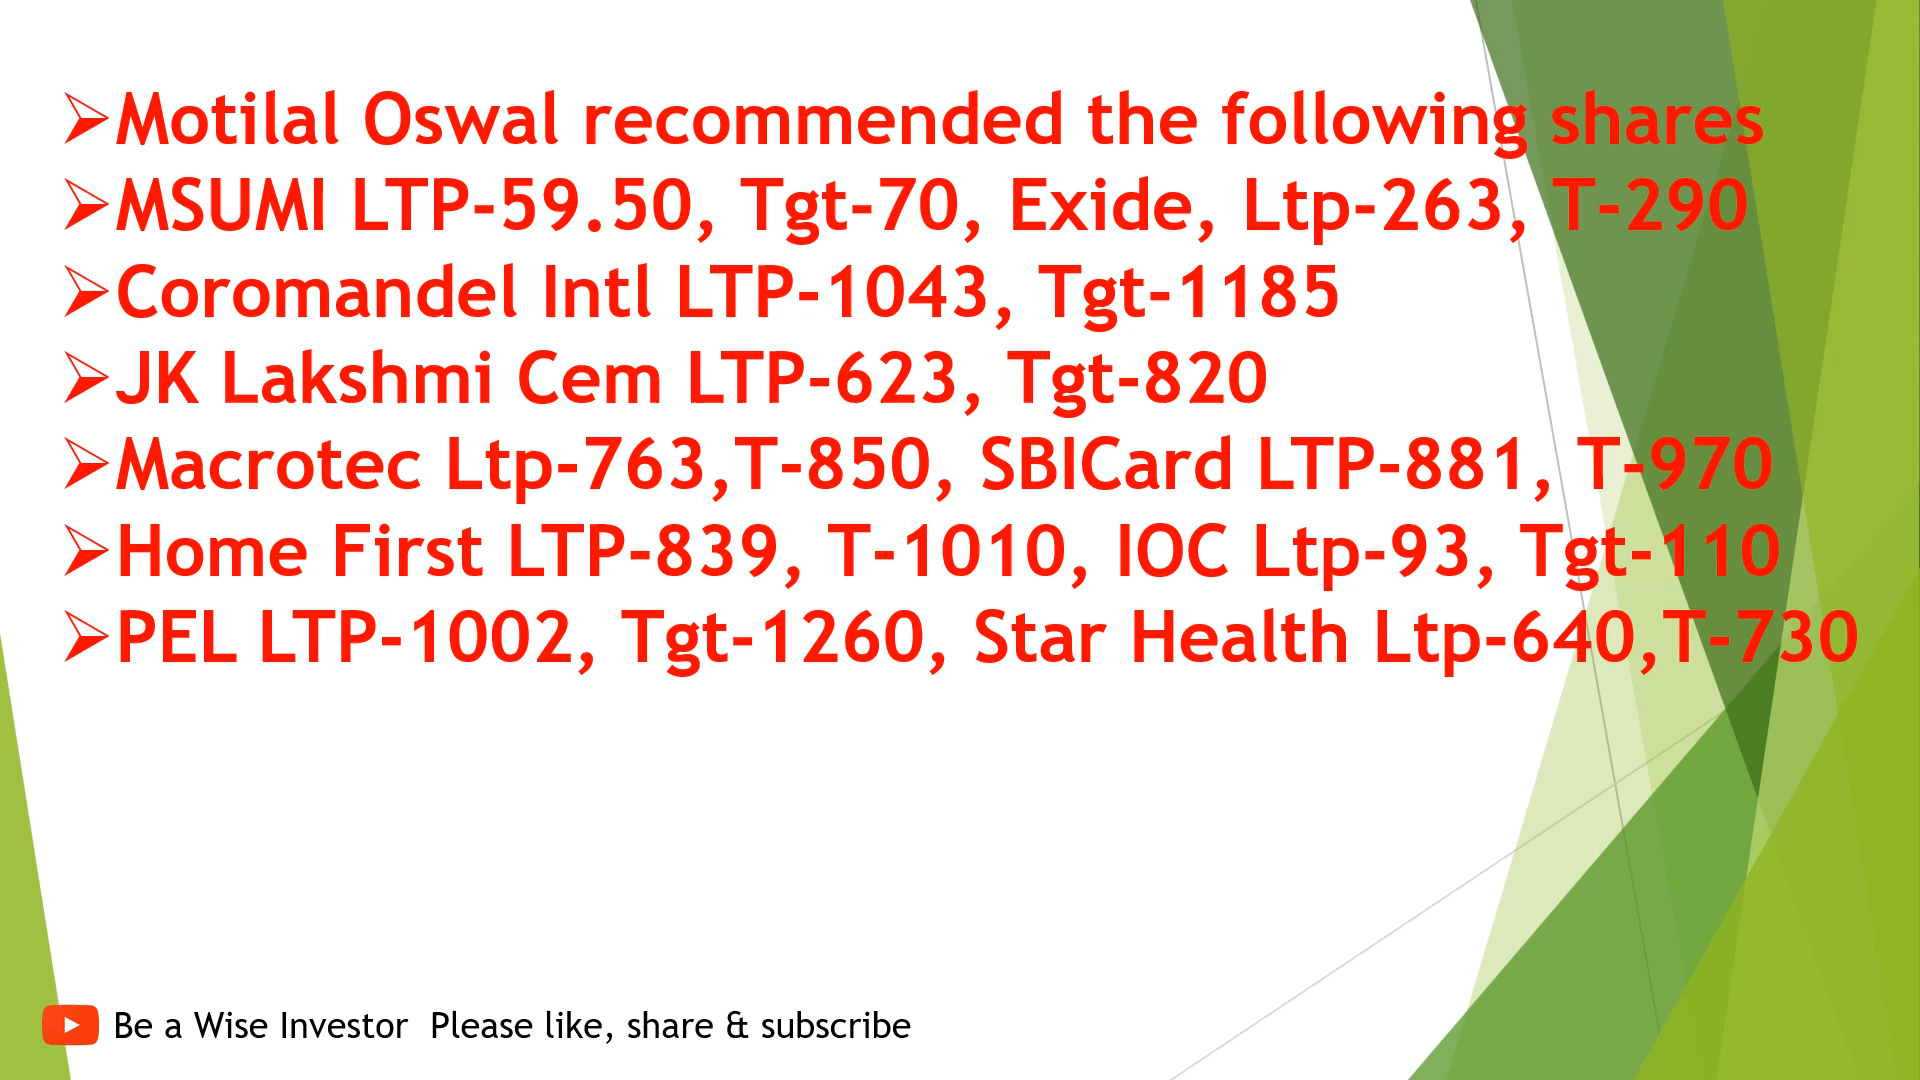 ➢Motilal Oswal recommended the following shares
➢MSUMI LTP-59.50, Tgt-70, Exide, Ltp-263, T-290
➢Coromandel Intl LTP-1043, Tgt-1185
➢JK Lakshmi Cem LTP-623, Tgt-820
➢Macrotec Ltp-763,T-850, SBICard LTP-881, T-970
➢Home First LTP-839, T-1010, IOC Ltp-93, Tgt-110
➢PEL LTP-1002, Tgt-1260, Star Health Ltp-640,T-730
Be a Wise Investor  Please like, share & subscribe